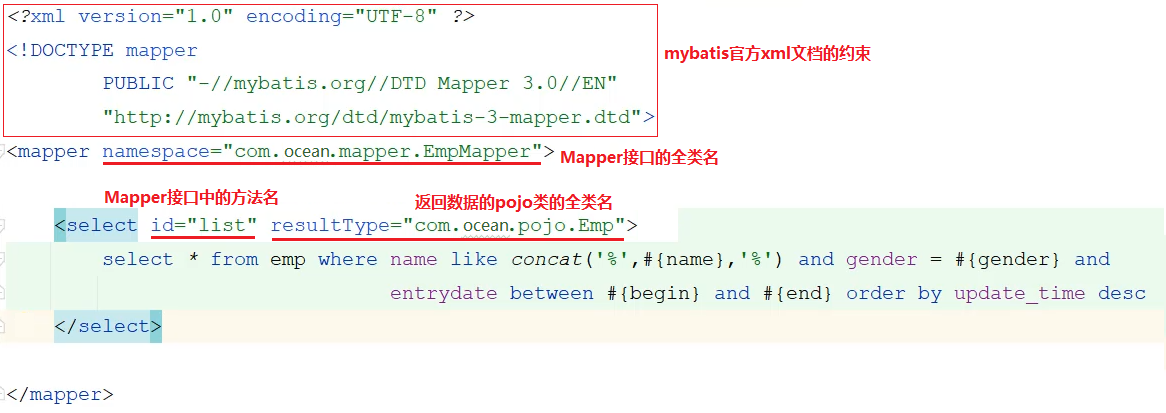 <?xml version="1.0" encoding="UTF-8" ?>
<!DOCTYPE mapper
PUBLIC "-//mybatis.org//DTD Mapper 3.0//EN"
"http://mybatis.org/dtd/mybatis-3-mapper.dtd">
mybatis官方xml文档的约束
<mapper namespace="com.ocean.mapper.EmpMapper">
Mapper接口的全类名
Mapper接口中的方法名
返回数据的pojo类的全类名
<select id="list" resultType="com.ocean.pojo.Emp">
select * from emp where name like concat('%',#{name},'%') and gender = #{gender} and
entrydate between #{begin} and #{end} order by update_time desc
</select>
</mapper>